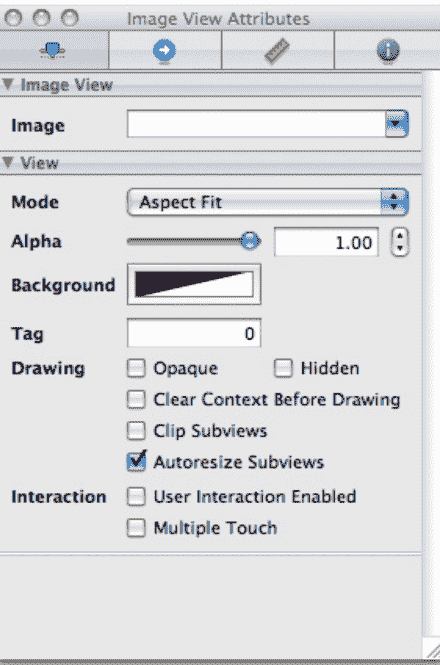 Image View Attributes
Image View
Image
View
Mode Aspect Fit
Alpha 1.00
Background
Tag 0
Drawing Opaque Hidden
Clear Context Before Drawing
Clip Subviews
Autoresize Subviews
Interaction User Interaction Enabled
Multiple Touch